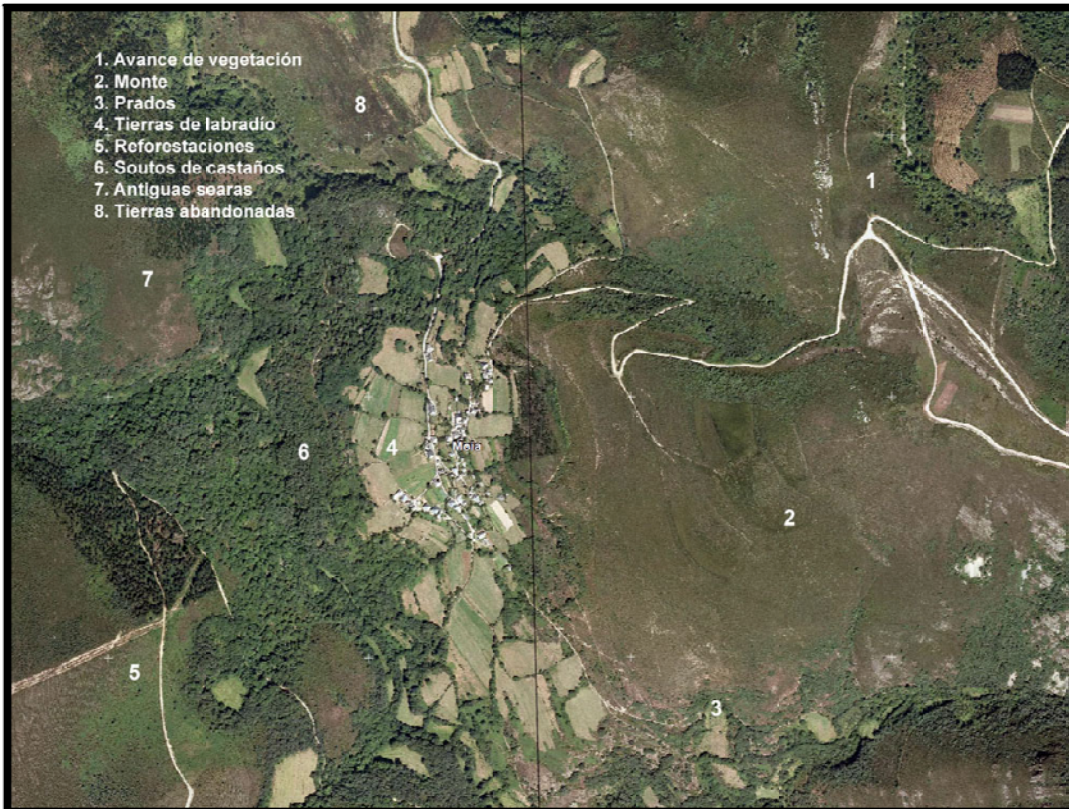 1. Avance de vegetación
2. Monte
3. Prados
4. Tierras de labradío
5. Reforestaciones
6. Soutos de castaños
7. Antiguas searas
8. Tierras abandonadas
8
1
7
4
Meia
6
2
5
3